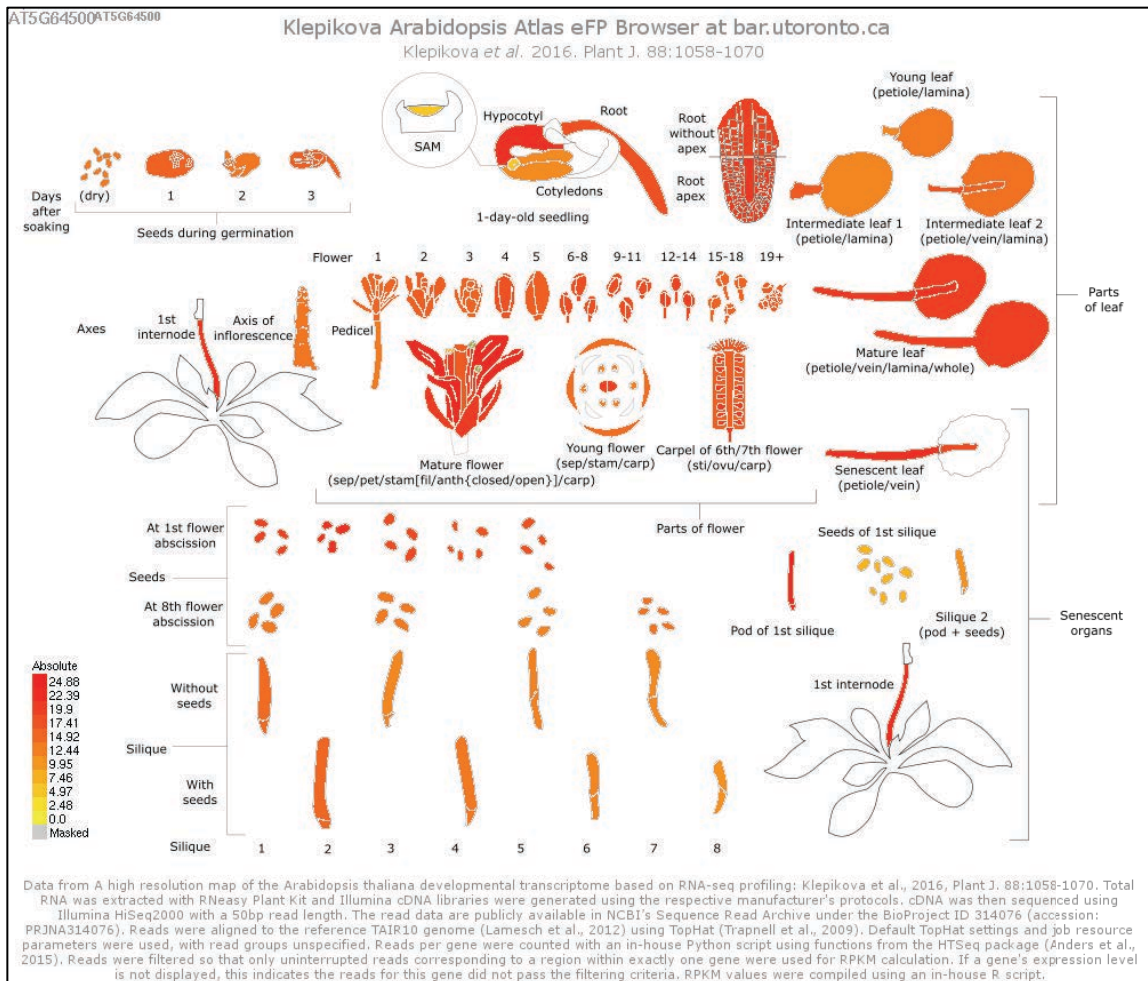 AT5G64500 AT5G64500
Klepikova Arabidopsis Atlas eFP Browser at bar.utoronto.ca
Klepikova et al. 2016. Plant J. 88:1058-1070
SAM
Hypocotyl
Root
Cotyledons
1-day-old seedling
Root without apex
Root apex
Young leaf
(petiole/lamina)
Intermediate leaf 1
(petiole/lamina)
Intermediate leaf 2
(petiole/vein/lamina)
Mature leaf
(petiole/vein/lamina/whole)
Parts of leaf
Days after soaking
(dry) 1 2 3
Seeds during germination
Flower 1 2 3 4 5 6-8 9-11 12-14 15-18 19+
Pedicel
Axes
1st internode
Axis of inflorescence
Mature flower
(sep/pet/stam[fil/anth{closed/open}]/carp)
Young flower
(sep/stam/carp)
Carpel of 6th/7th flower
(sti/ovu/carp)
Parts of flower
Senescent leaf
(petiole/vein)
Seeds
At 1st flower abscission
At 8th flower abscission
Seeds of 1st silique
Pod of 1st silique
Silique 2
(pod + seeds)
Senescent organs
1st internode
Silique
Without seeds
With seeds
Silique 1 2 3 4 5 6 7 8
Absolute
24.88
22.39
19.9
17.41
14.92
12.44
9.95
7.46
4.97
2.48
0.0
Masked
Data from A high resolution map of the Arabidopsis thaliana developmental transcriptome based on RNA-seq profiling: Klepikova et al., 2016, Plant J. 88:1058-1070. Total
RNA was extracted with RNeasy Plant Kit and Illumina cDNA libraries were generated using the respective manufacturer's protocols. cDNA was then sequenced using
Illumina HiSeq2000 with a 50bp read length. The read data are publicly available in NCBI's Sequence Read Archive under the BioProject ID 314076 (accession:
PRJNA314076). Reads were aligned to the reference TAIR10 genome (Lamesch et al., 2012) using TopHat (Trapnell et al., 2009). Default TopHat settings and job resource
parameters were used, with read groups unspecified. Reads per gene were counted with an in-house Python script using functions from the HTSeq package (Anders et al.,
2015). Reads were filtered so that only uninterrupted reads corresponding to a region within exactly one gene were used for RPKM calculation. If a gene's expression level
is not displayed, this indicates the reads for this gene did not pass the filtering criteria. RPKM values were compiled using an in-house R script.